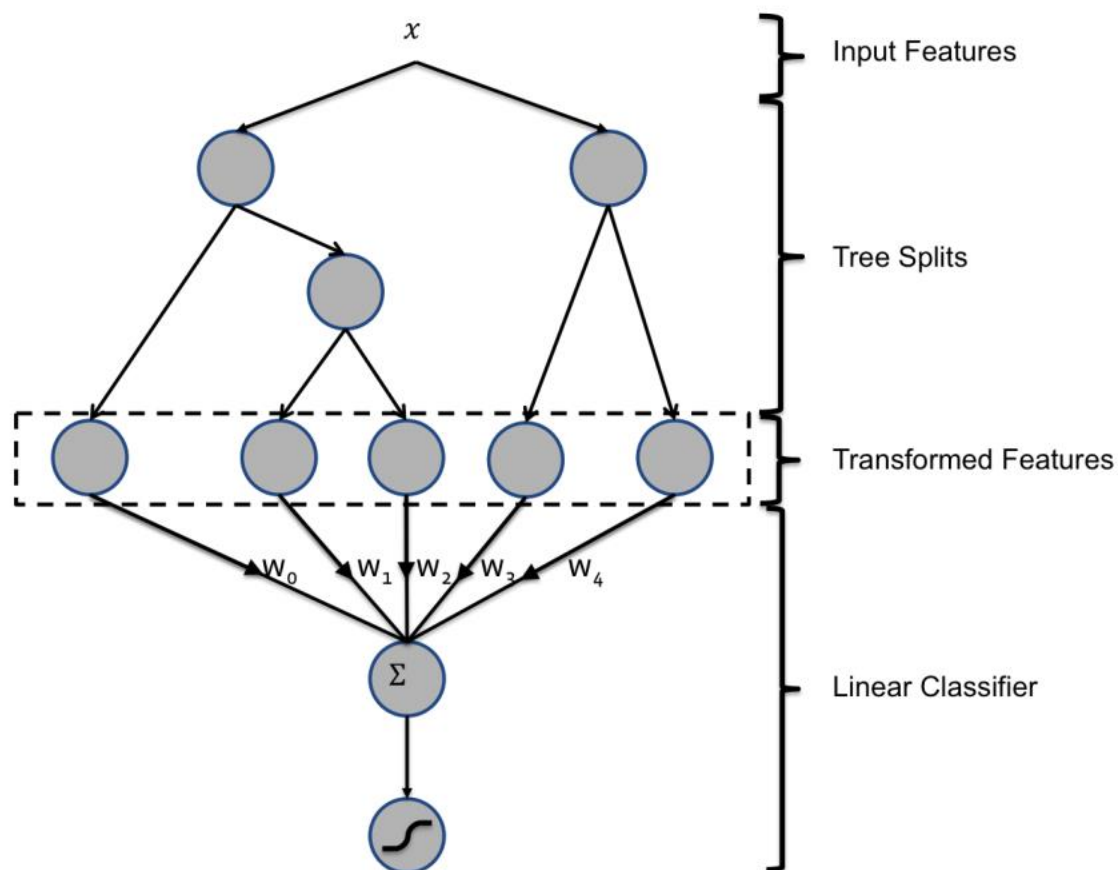 x
Input Features
Tree Splits
Transformed Features
W₀ W₁ W₂ W₃ W₄
Σ
Linear Classifier